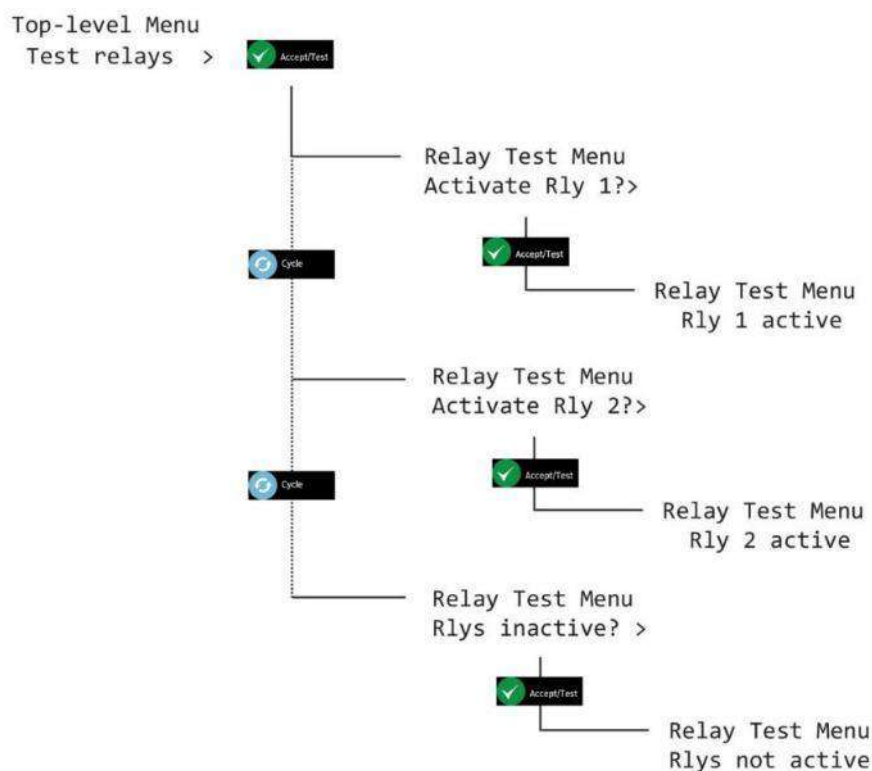 Top-level Menu
Test relays >
Accept/Test
Relay Test Menu
Activate Rly 1?>
Cycle
Accept/Test
Relay Test Menu
Rly 1 active
Relay Test Menu
Activate Rly 2?>
Cycle
Accept/Test
Relay Test Menu
Rly 2 active
Relay Test Menu
Rlys inactive? >
Accept/Test
Relay Test Menu
Rlys not active